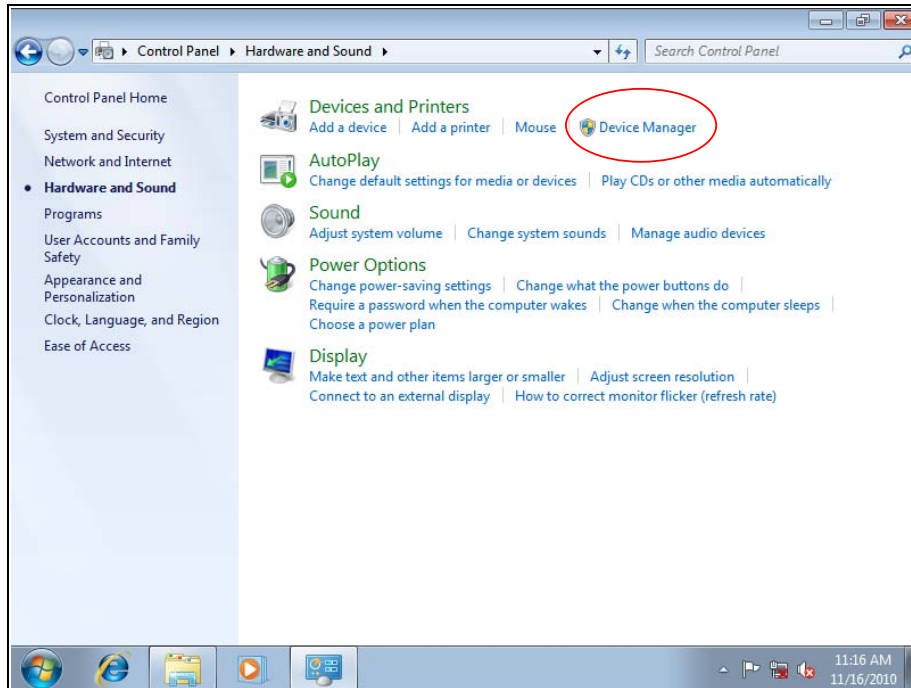 Control Panel Hardware and Sound
Search Control Panel
Control Panel Home
System and Security
Network and Internet
Hardware and Sound
Programs
User Accounts and Family
Safety
Appearance and
Personalization
Clock, Language, and Region
Ease of Access
Devices and Printers
Add a device Add a printer Mouse Device Manager
AutoPlay
Change default settings for media or devices Play CDs or other media automatically
Sound
Adjust system volume Change system sounds Manage audio devices
Power Options
Change power-saving settings Change what the power buttons do
Require a password when the computer wakes Change when the computer sleeps
Choose a power plan
Display
Make text and other items larger or smaller Adjust screen resolution
Connect to an external display How to correct monitor flicker (refresh rate)
11:16 AM
11/16/2010